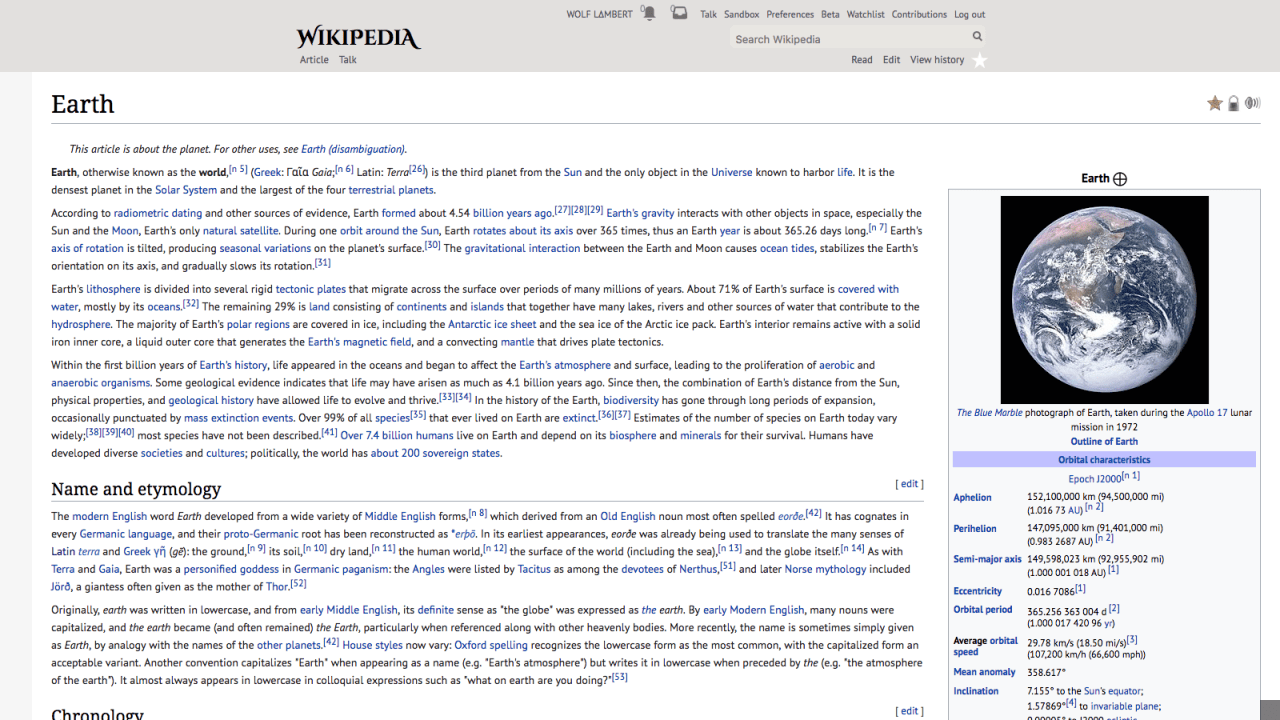 WOLF LΔMBERT 0 0 Talk Sandbox Preferences Beta Watchlist Contributions Log out
WIKIPEDIA
Search Wikipedia
Article Talk
Read Edit View history
Earth
This article is about the planet. For other uses, see Earth (disambiguation).
Earth, otherwise known as the world,[n 5] (Greek: Γαῖα Gaia;[n 6] Latin: Terra[26]) is the third planet from the Sun and the only object in the Universe known to harbor life. It is the
densest planet in the Solar System and the largest of the four terrestrial planets.
According to radiometric dating and other sources of evidence, Earth formed about 4.54 billion years ago.[27][28][29] Earth's gravity interacts with other objects in space, especially the
Sun and the Moon, Earth's only natural satellite. During one orbit around the Sun, Earth rotates about its axis over 365 times, thus an Earth year is about 365.26 days long.[n 7] Earth's
axis of rotation is tilted, producing seasonal variations on the planet's surface.[30] The gravitational interaction between the Earth and Moon causes ocean tides, stabilizes the Earth's
orientation on its axis, and gradually slows its rotation.[31]
Earth's lithosphere is divided into several rigid tectonic plates that migrate across the surface over periods of many millions of years. About 71% of Earth's surface is covered with
water, mostly by its oceans.[32] The remaining 29% is land consisting of continents and islands that together have many lakes, rivers and other sources of water that contribute to the
hydrosphere. The majority of Earth's polar regions are covered in ice, including the Antarctic ice sheet and the sea ice of the Arctic ice pack. Earth's interior remains active with a solid
iron inner core, a liquid outer core that generates the Earth's magnetic field, and a convecting mantle that drives plate tectonics.
Within the first billion years of Earth's history, life appeared in the oceans and began to affect the Earth's atmosphere and surface, leading to the proliferation of aerobic and
anaerobic organisms. Some geological evidence indicates that life may have arisen as much as 4.1 billion years ago. Since then, the combination of Earth's distance from the Sun,
physical properties, and geological history have allowed life to evolve and thrive.[33][34] In the history of the Earth, biodiversity has gone through long periods of expansion,
occasionally punctuated by mass extinction events. Over 99% of all species[35] that ever lived on Earth are extinct.[36][37] Estimates of the number of species on Earth today vary
widely;[38][39][40] most species have not been described.[41] Over 7.4 billion humans live on Earth and depend on its biosphere and minerals for their survival. Humans have
developed diverse societies and cultures; politically, the world has about 200 sovereign states.
Name and etymology [ edit ]
The modern English word Earth developed from a wide variety of Middle English forms,[n 8] which derived from an Old English noun most often spelled eorðe.[42] It has cognates in
every Germanic language, and their proto-Germanic root has been reconstructed as *erþō. In its earliest appearances, eorðe was already being used to translate the many senses of
Latin terra and Greek γῆ (gē): the ground,[n 9] its soil,[n 10] dry land,[n 11] the human world,[n 12] the surface of the world (including the sea),[n 13] and the globe itself.[n 14] As with
Terra and Gaia, Earth was a personified goddess in Germanic paganism: the Angles were listed by Tacitus as among the devotees of Nerthus,[51] and later Norse mythology included
Jörð, a giantess often given as the mother of Thor.[52]
Originally, earth was written in lowercase, and from early Middle English, its definite sense as "the globe" was expressed as the earth. By early Modern English, many nouns were
capitalized, and the earth became (and often remained) the Earth, particularly when referenced along with other heavenly bodies. More recently, the name is sometimes simply given
as Earth, by analogy with the names of the other planets.[42] House styles now vary: Oxford spelling recognizes the lowercase form as the most common, with the capitalized form an
acceptable variant. Another convention capitalizes "Earth" when appearing as a name (e.g. "Earth's atmosphere") but writes it in lowercase when preceded by the (e.g. "the atmosphere
of the earth"). It almost always appears in lowercase in colloquial expressions such as "what on earth are you doing?"[53]
Chronology [ edit ]
Earth ⊕
The Blue Marble photograph of Earth, taken during the Apollo 17 lunar
mission in 1972
Outline of Earth
Orbital characteristics
Epoch J2000[n 1]
Aphelion 152,100,000 km (94,500,000 mi)
(1.016 73 AU) [n 2]
Perihelion 147,095,000 km (91,401,000 mi)
(0.983 2687 AU) [n 2]
Semi-major axis 149,598,023 km (92,955,902 mi)
(1.000 001 018 AU) [1]
Eccentricity 0.016 7086[1]
Orbital period 365.256 363 004 d [2]
(1.000 017 420 96 yr)
Average orbital 29.78 km/s (18.50 mi/s)[3]
speed (107,200 km/h (66,600 mph))
Mean anomaly 358.617°
Inclination 7.155° to the Sun's equator;
1.57869°[4] to invariable plane;
0.00005° to J2000 ecliptic